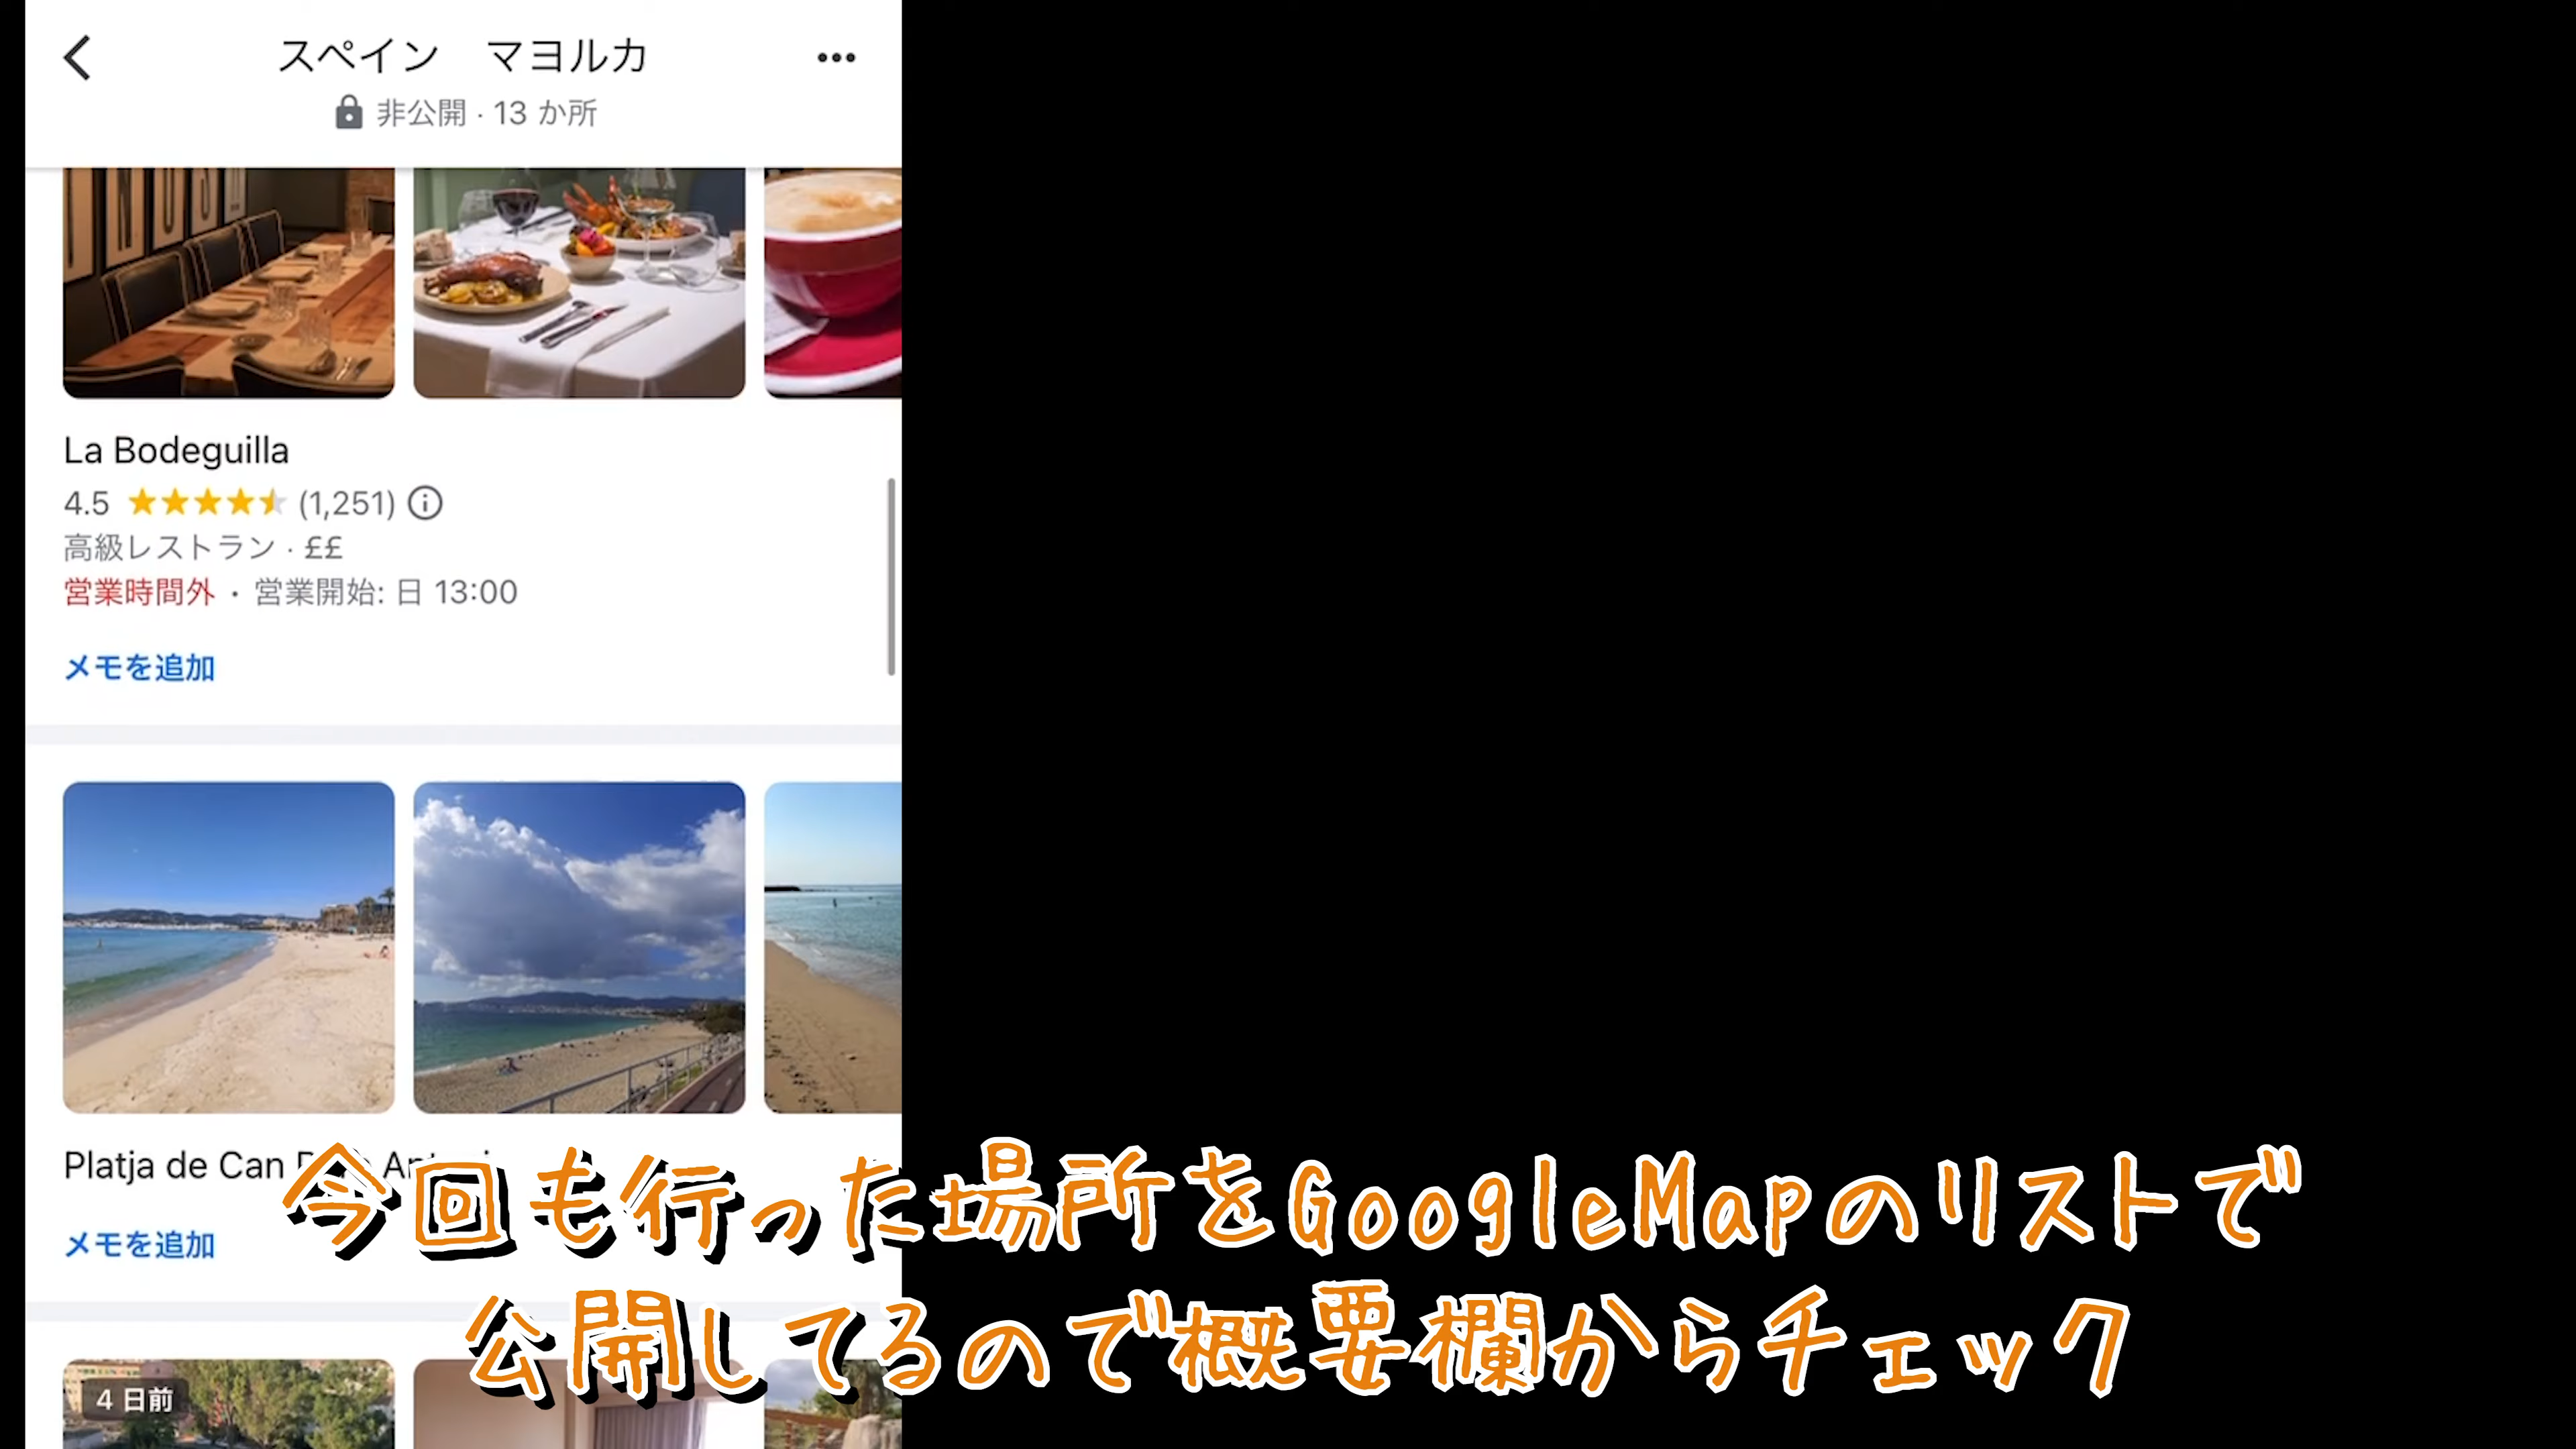 スペイン　マヨルカ
非公開 · 13 か所
La Bodeguilla
4.5 (1,251)
高級レストラン · ££
営業時間外 · 営業開始: 日 13:00
メモを追加
Platja de Can
今回も行った場所をGoogleMapのリストで
メモを追加
公開してるので概要欄からチェック
4 日前